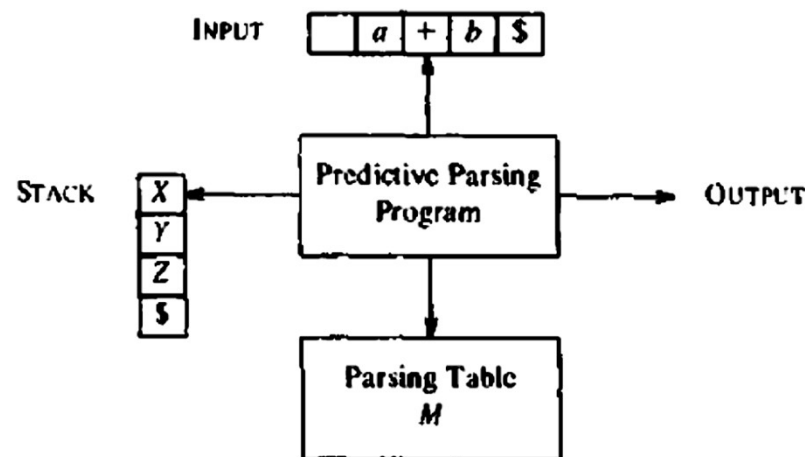 INPUT a + b $
Predictive Parsing
Program
STACK X
Y
Z
$
OUTPUT
Parsing Table
M